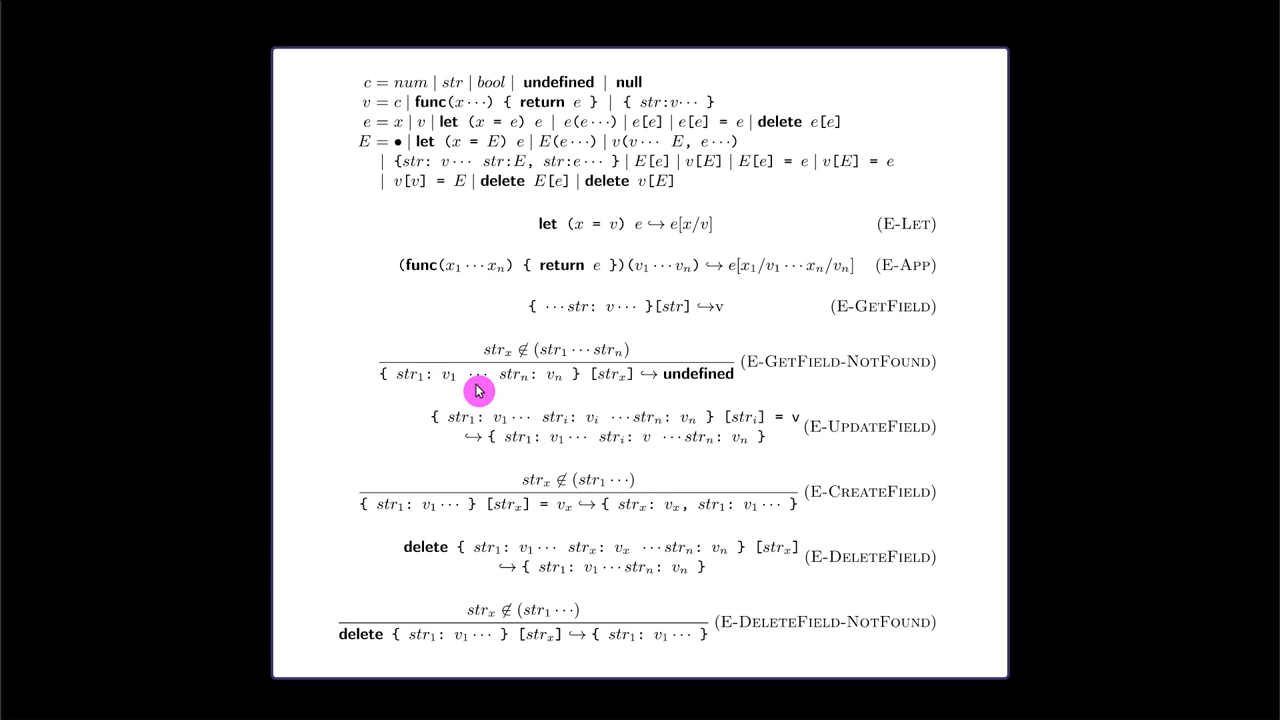 c = num | str | bool | undefined | null
v = c | func(x⋯) { return e } | { str:v⋯ }
e = x | v | let (x = e) e | e(e⋯) | e[e] | e[e] = e | delete e[e]
E = • | let (x = E) e | E(e⋯) | v(v⋯ E, e⋯)
| {str: v⋯ str:E, str:e⋯ } | E[e] | v[E] | E[e] = e | v[E] = e
| v[v] = E | delete E[e] | delete v[E]
let (x = v) e ↪ e[x/v] (E-Let)
(func(x₁⋯xₙ) { return e })(v₁⋯vₙ) ↪ e[x₁/v₁⋯xₙ/vₙ] (E-App)
{ ⋯str: v⋯ }[str] ↪v (E-GetField)
strₓ ∉ (str₁⋯strₙ)
{ str₁: v₁ ⋯ strₙ: vₙ } [strₓ] ↪ undefined (E-GetField-NotFound)
{ str₁: v₁⋯ strᵢ: vᵢ ⋯strₙ: vₙ } [strᵢ] = v
↪ { str₁: v₁⋯ strᵢ: v ⋯strₙ: vₙ } (E-UpdateField)
strₓ ∉ (str₁⋯)
{ str₁: v₁⋯ } [strₓ] = vₓ ↪ { strₓ: vₓ, str₁: v₁⋯ } (E-CreateField)
delete { str₁: v₁⋯ strₓ: vₓ ⋯strₙ: vₙ } [strₓ]
↪ { str₁: v₁⋯strₙ: vₙ } (E-DeleteField)
strₓ ∉ (str₁⋯)
delete { str₁: v₁⋯ } [strₓ] ↪ { str₁: v₁⋯ } (E-DeleteField-NotFound)